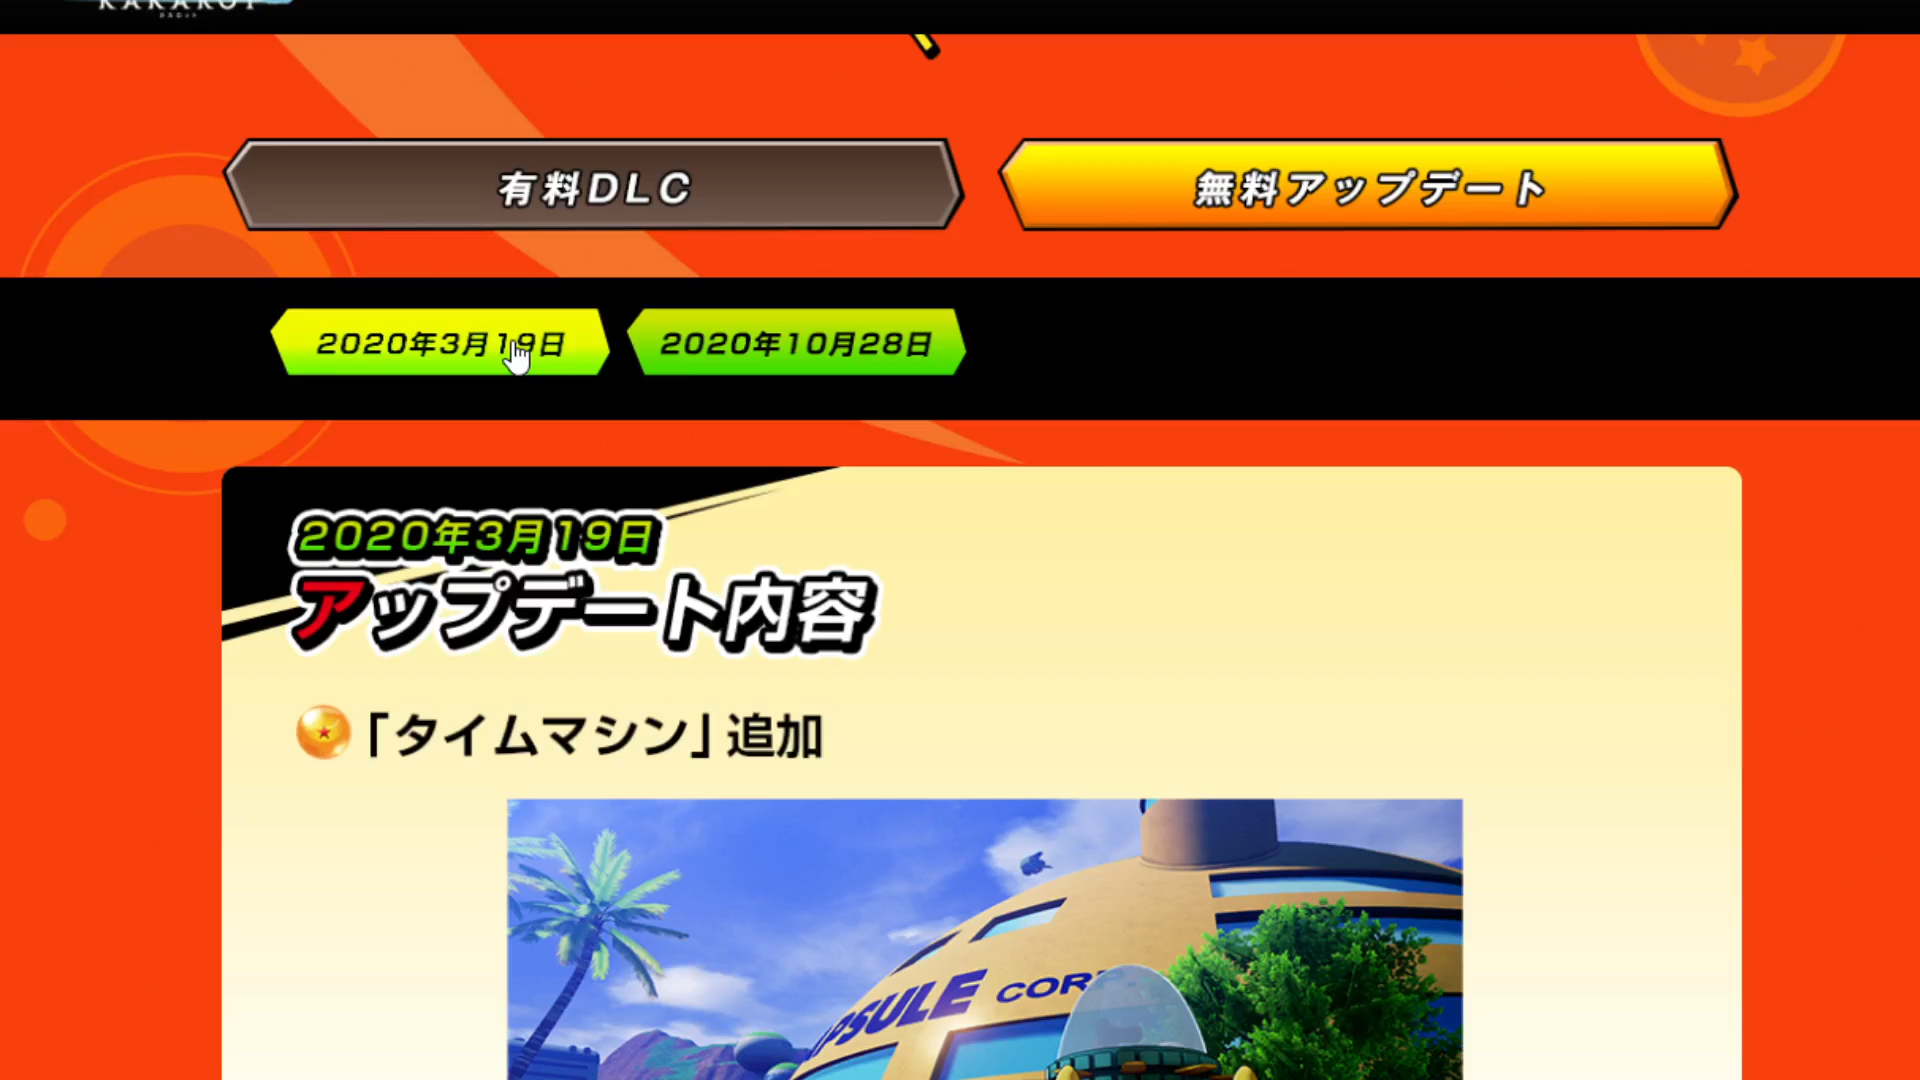 KAKAROT
有料DLC
無料アップデート
2020年3月19日
2020年10月28日
2020年3月19日
アップデート内容
「タイムマシン」追加
PSULE CORP.